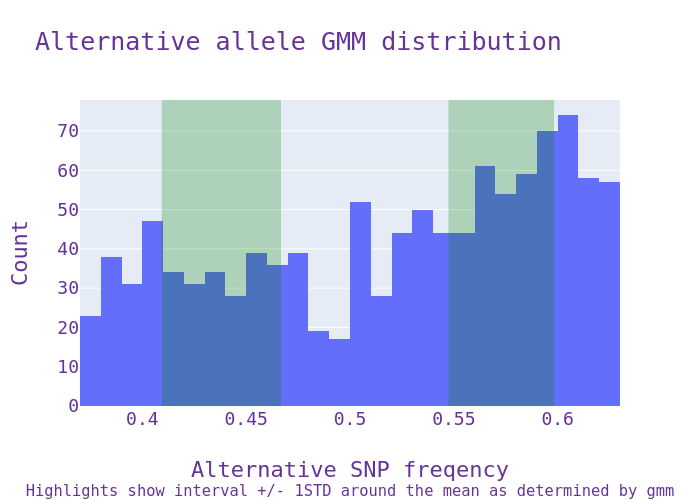 Alternative allele GMM distribution
70
60
50
40
30
20
10
0
Count
0.4 0.45 0.5 0.55 0.6
Alternative SNP freqency
Highlights show interval +/- 1STD around the mean as determined by gmm